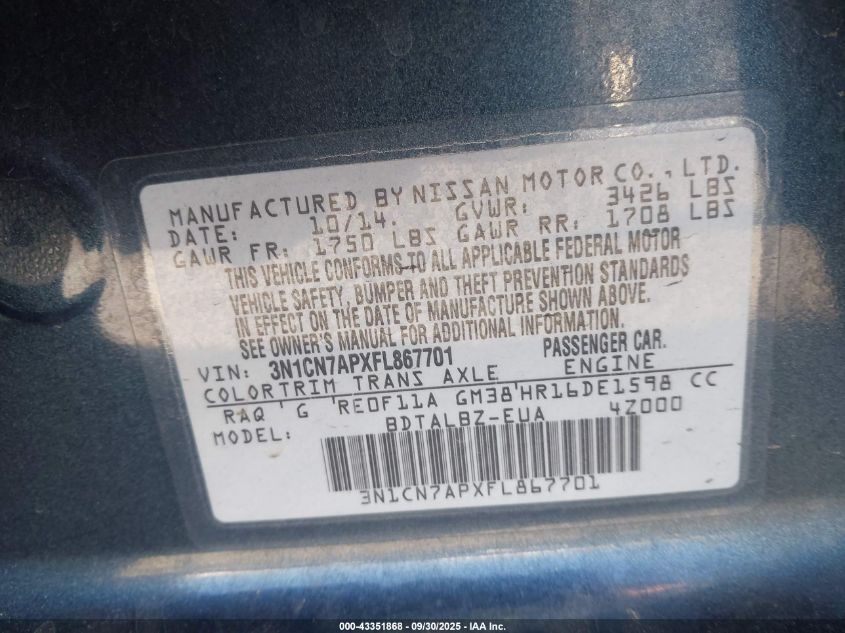 MANUFACTURED BY NISSAN MOTOR CO., LTD.
DATE: 10/14. GVWR: 3426 LBS
GAWR FR: 1750 LBS GAWR RR: 1708 LBS
THIS VEHICLE CONFORMS TO ALL APPLICABLE FEDERAL MOTOR
VEHICLE SAFETY, BUMPER AND THEFT PREVENTION STANDARDS
IN EFFECT ON THE DATE OF MANUFACTURE SHOWN ABOVE.
SEE OWNER'S MANUAL FOR ADDITIONAL INFORMATION.
VIN: 3N1CN7APXFL867701 PASSENGER CAR.
COLORTRIM TRANS AXLE ENGINE
RAQ ' G 'RE0F11A GM38'HR16DE1598 CC
MODEL: BDTALBZ-EUA 4Z000
3N1CN7APXFL867701
000-43351868 - 09/30/2025 - IAA Inc.